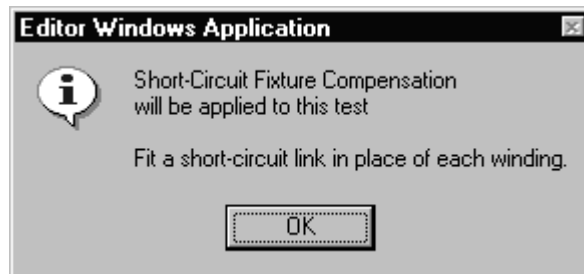 Editor Windows Application
Short-Circuit Fixture Compensation
will be applied to this test
Fit a short-circuit link in place of each winding.
OK